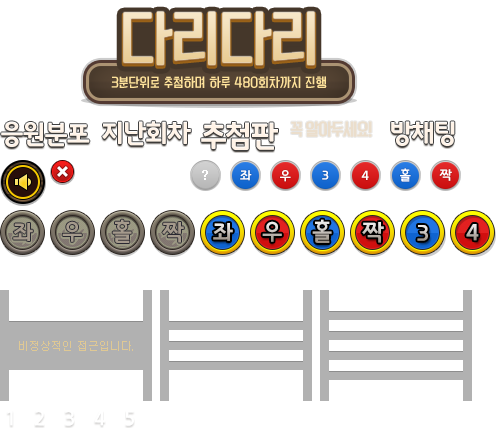 다리다리
3분단위로 추첨하며 하루 480회차까지 진행
응원분포 지난회차 추첨판 꼭 알아두세요! 방채팅
? 좌 우 3 4 홀 짝
좌 우 홀 짝 좌 우 홀 짝 3 4
비정상적인 접근입니다.
1 2 3 4 5